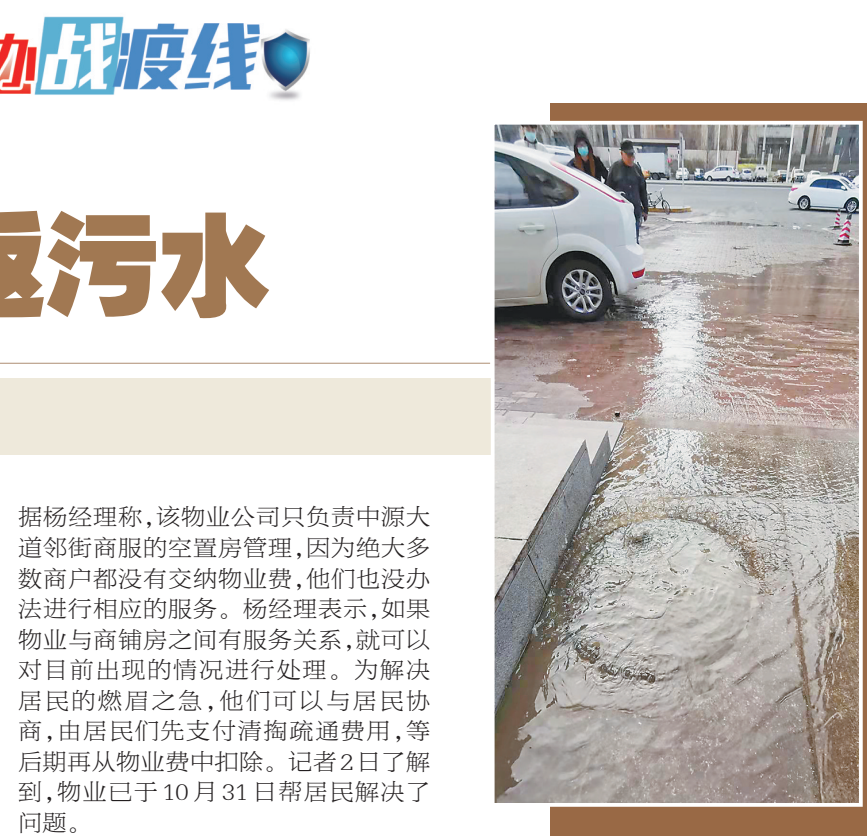 办战疫线
返污水
据杨经理称,该物业公司只负责中源大
道邻街商服的空置房管理,因为绝大多
数商户都没有交纳物业费,他们也没办
法进行相应的服务。杨经理表示,如果
物业与商铺房之间有服务关系,就可以
对目前出现的情况进行处理。为解决
居民的燃眉之急,他们可以与居民协
商,由居民们先支付清掏疏通费用,等
后期再从物业费中扣除。记者2日了解
到,物业已于10月31日帮居民解决了
问题。